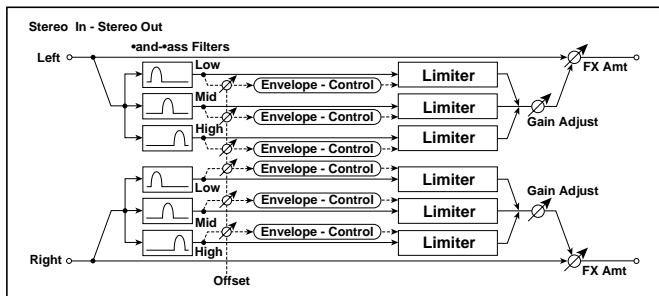 Stereo In - Stereo Out
•and-•ass Filters
Left
Low
Envelope - Control
Limiter
FX Amt
Mid
Envelope - Control
Limiter
High
Envelope - Control
Limiter
Gain Adjust
Low
Envelope - Control
Limiter
Gain Adjust
Mid
Envelope - Control
Limiter
High
Envelope - Control
Limiter
Right
Offset
FX Amt